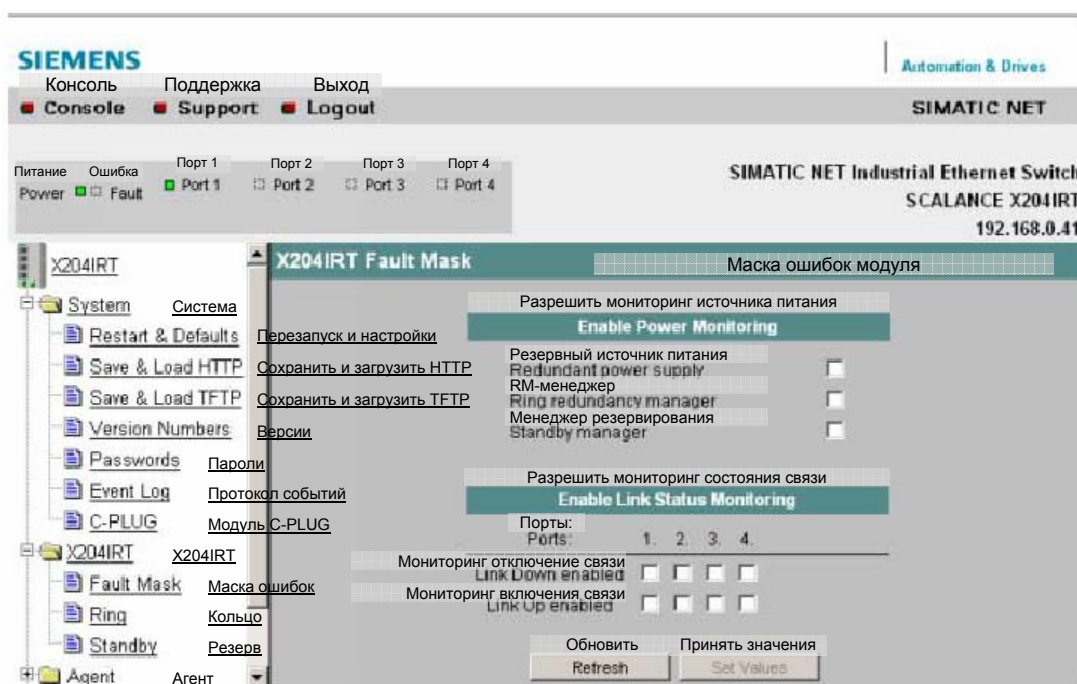 SIEMENS
Automation & Drives
Консоль Поддержка Выход
Console Support Logout
SIMATIC NET
Питание Ошибка Порт 1 Порт 2 Порт 3 Порт 4
Power Fault Port 1 Port 2 Port 3 Port 4
SIMATIC NET Industrial Ethernet Switch
SCALANCE X204IRT
192.168.0.41
X204IRT
System Система
Restart & Defaults Перезапуск и настройки
Save & Load HTTP Сохранить и загрузить HTTP
Save & Load TFTP Сохранить и загрузить TFTP
Version Numbers Версии
Passwords Пароли
Event Log Протокол событий
C-PLUG Модуль C-PLUG
X204IRT X204IRT
Fault Mask Маска ошибок
Ring Кольцо
Standby Резерв
Agent Агент
X204IRT Fault Mask Маска ошибок модуля
Разрешить мониторинг источника питания
Enable Power Monitoring
Резервный источник питания
Redundant power supply
RM-менеджер
Ring redundancy manager
Менеджер резервирования
Standby manager
Разрешить мониторинг состояния связи
Enable Link Status Monitoring
Порты:
Ports: 1. 2. 3. 4.
Мониторинг отключение связи
Link Down enabled
Мониторинг включения связи
Link Up enabled
Обновить Принять значения
Refresh Set Values